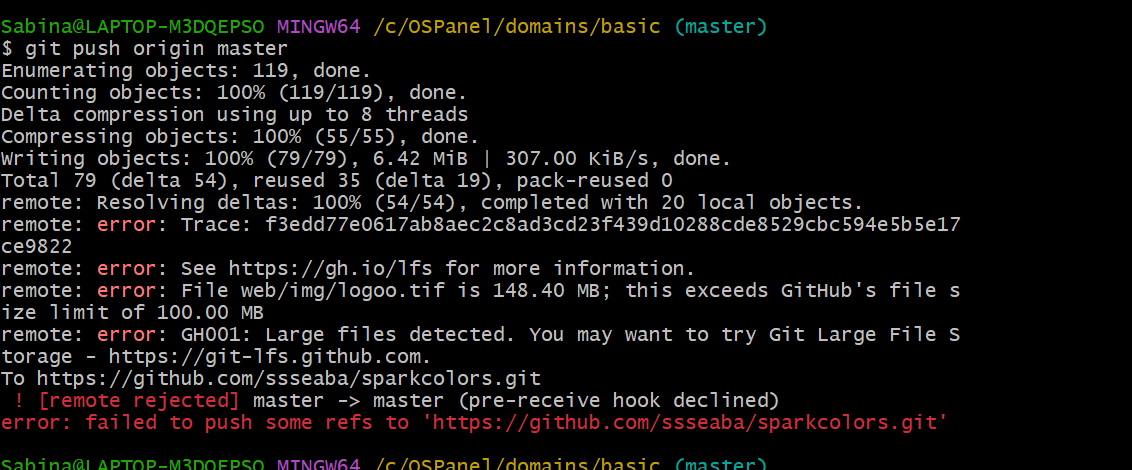 Sabina@LAPTOP-M3DQEPSO MINGW64 /c/OSPanel/domains/basic (master)
$ git push origin master
Enumerating objects: 119, done.
Counting objects: 100% (119/119), done.
Delta compression using up to 8 threads
Compressing objects: 100% (55/55), done.
Writing objects: 100% (79/79), 6.42 MiB | 307.00 KiB/s, done.
Total 79 (delta 54), reused 35 (delta 19), pack-reused 0
remote: Resolving deltas: 100% (54/54), completed with 20 local objects.
remote: error: Trace: f3edd77e0617ab8aec2c8ad3cd23f439d10288cde8529cbc594e5b5e17
ce9822
remote: error: See https://gh.io/lfs for more information.
remote: error: File web/img/logoo.tif is 148.40 MB; this exceeds GitHub's file s
ize limit of 100.00 MB
remote: error: GH001: Large files detected. You may want to try Git Large File S
torage - https://git-lfs.github.com.
To https://github.com/ssseaba/sparkcolors.git
! [remote rejected] master -> master (pre-receive hook declined)
error: failed to push some refs to 'https://github.com/ssseaba/sparkcolors.git'
Sabina@LAPTOP-M3DQEPSO MINGW64 /c/OSPanel/domains/basic (master)